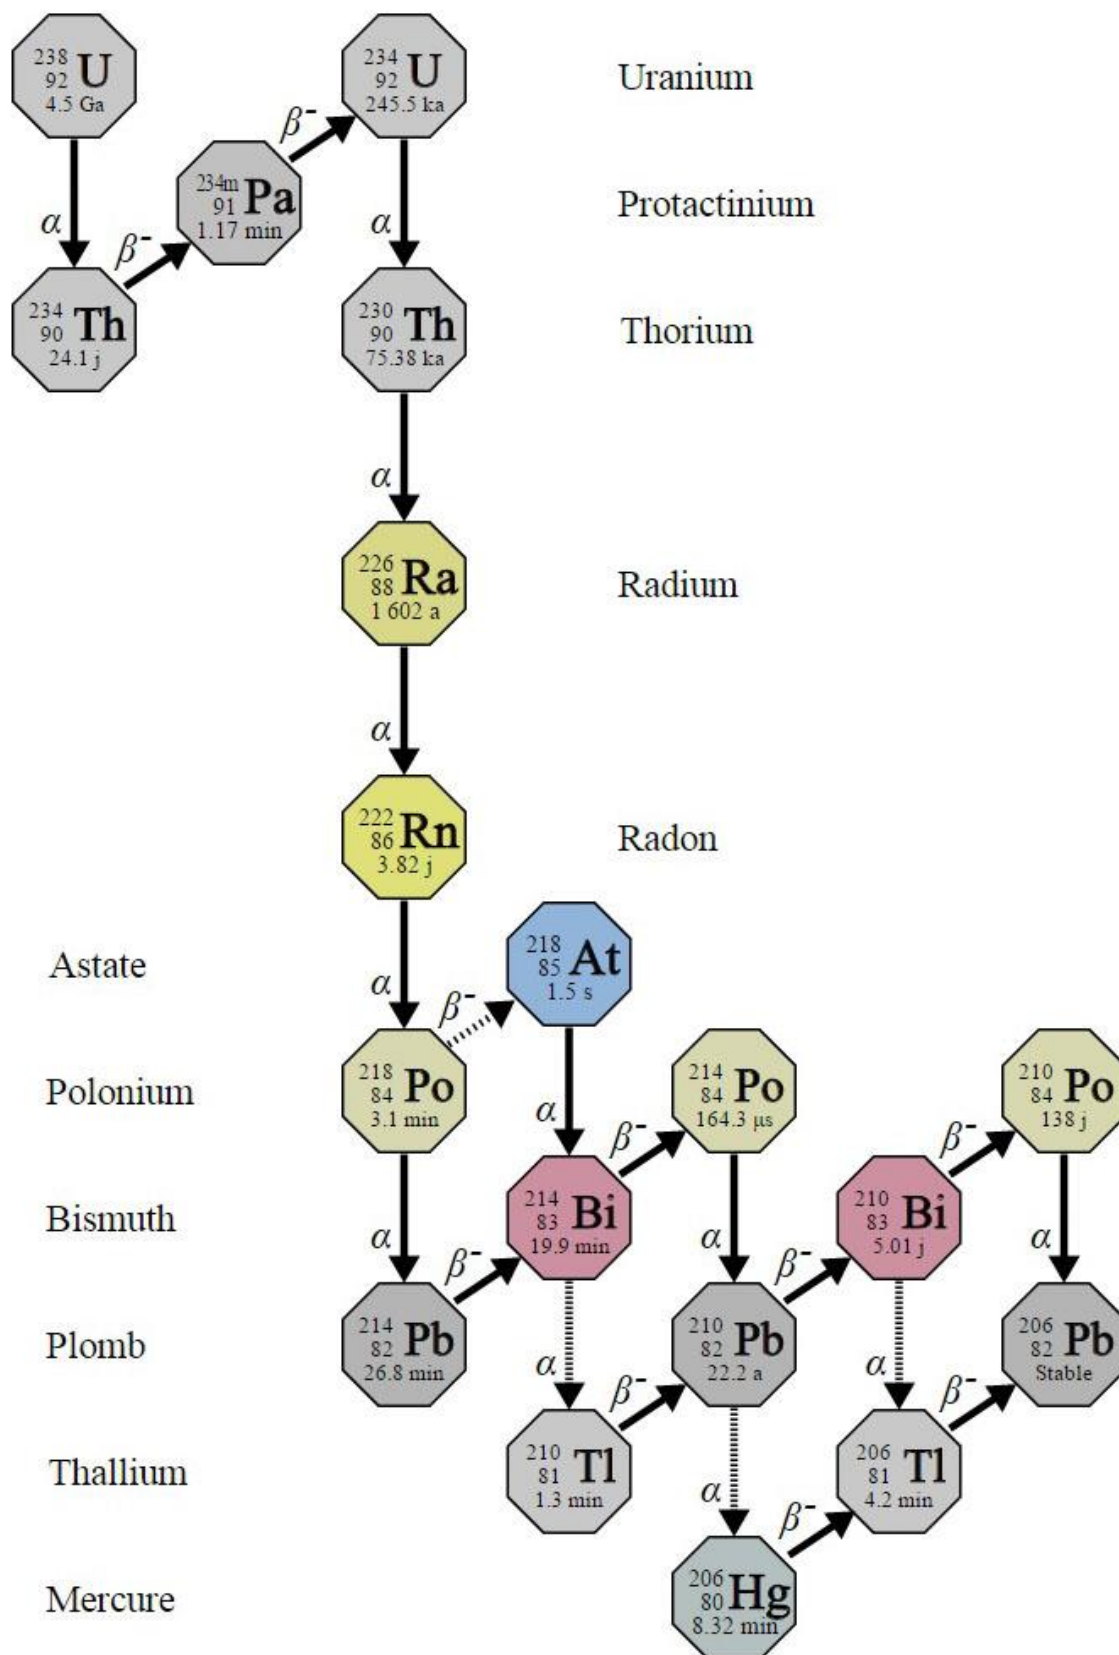 238
92 U
4.5 Ga
234
92 U
245.5 ka
Uranium
β⁻
234m
91 Pa
1.17 min
Protactinium
α
β⁻
α
234
90 Th
24.1 j
230
90 Th
75.38 ka
Thorium
α
226
88 Ra
1 602 a
Radium
α
222
86 Rn
3.82 j
Radon
Astate
218
85 At
1.5 s
α
β⁻
Polonium
218
84 Po
3.1 min
214
84 Po
164.3 µs
210
84 Po
138 j
α
β⁻
β⁻
Bismuth
214
83 Bi
19.9 min
210
83 Bi
5.01 j
α
β⁻
α
β⁻
α
Plomb
214
82 Pb
26.8 min
210
82 Pb
22.2 a
206
82 Pb
Stable
α
β⁻
α
β⁻
Thallium
210
81 Tl
1.3 min
206
81 Tl
4.2 min
α
β⁻
Mercure
206
80 Hg
8.32 min